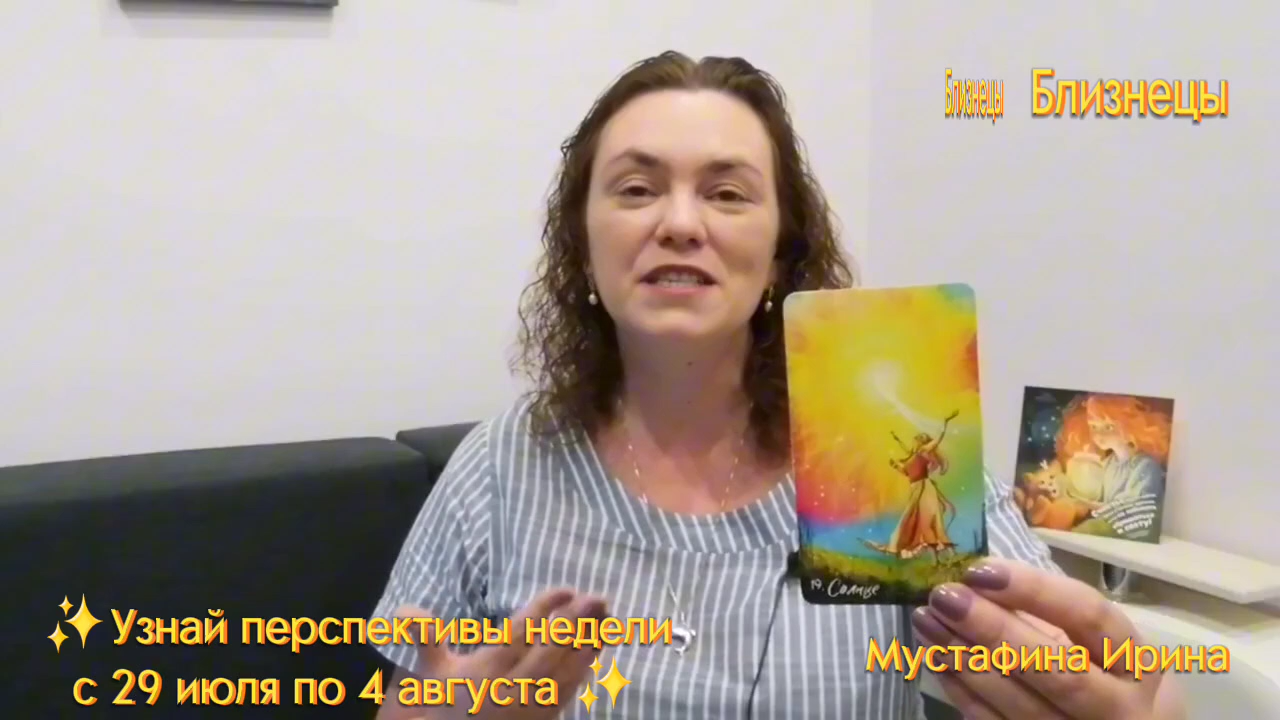 Близнецы Близнецы
19. Солнце
✨Узнай перспективы недели
с 29 июля по 4 августа ✨
Мустафина Ирина